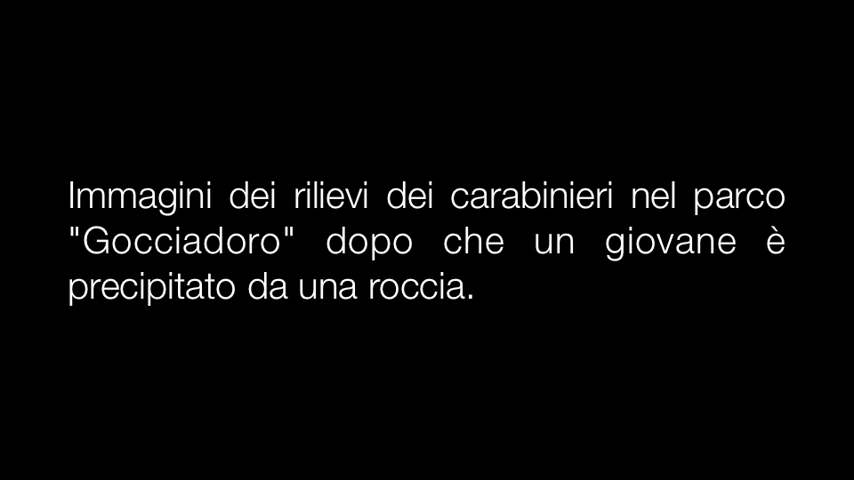 Immagini dei rilievi dei carabinieri nel parco
"Gocciadoro" dopo che un giovane è
precipitato da una roccia.